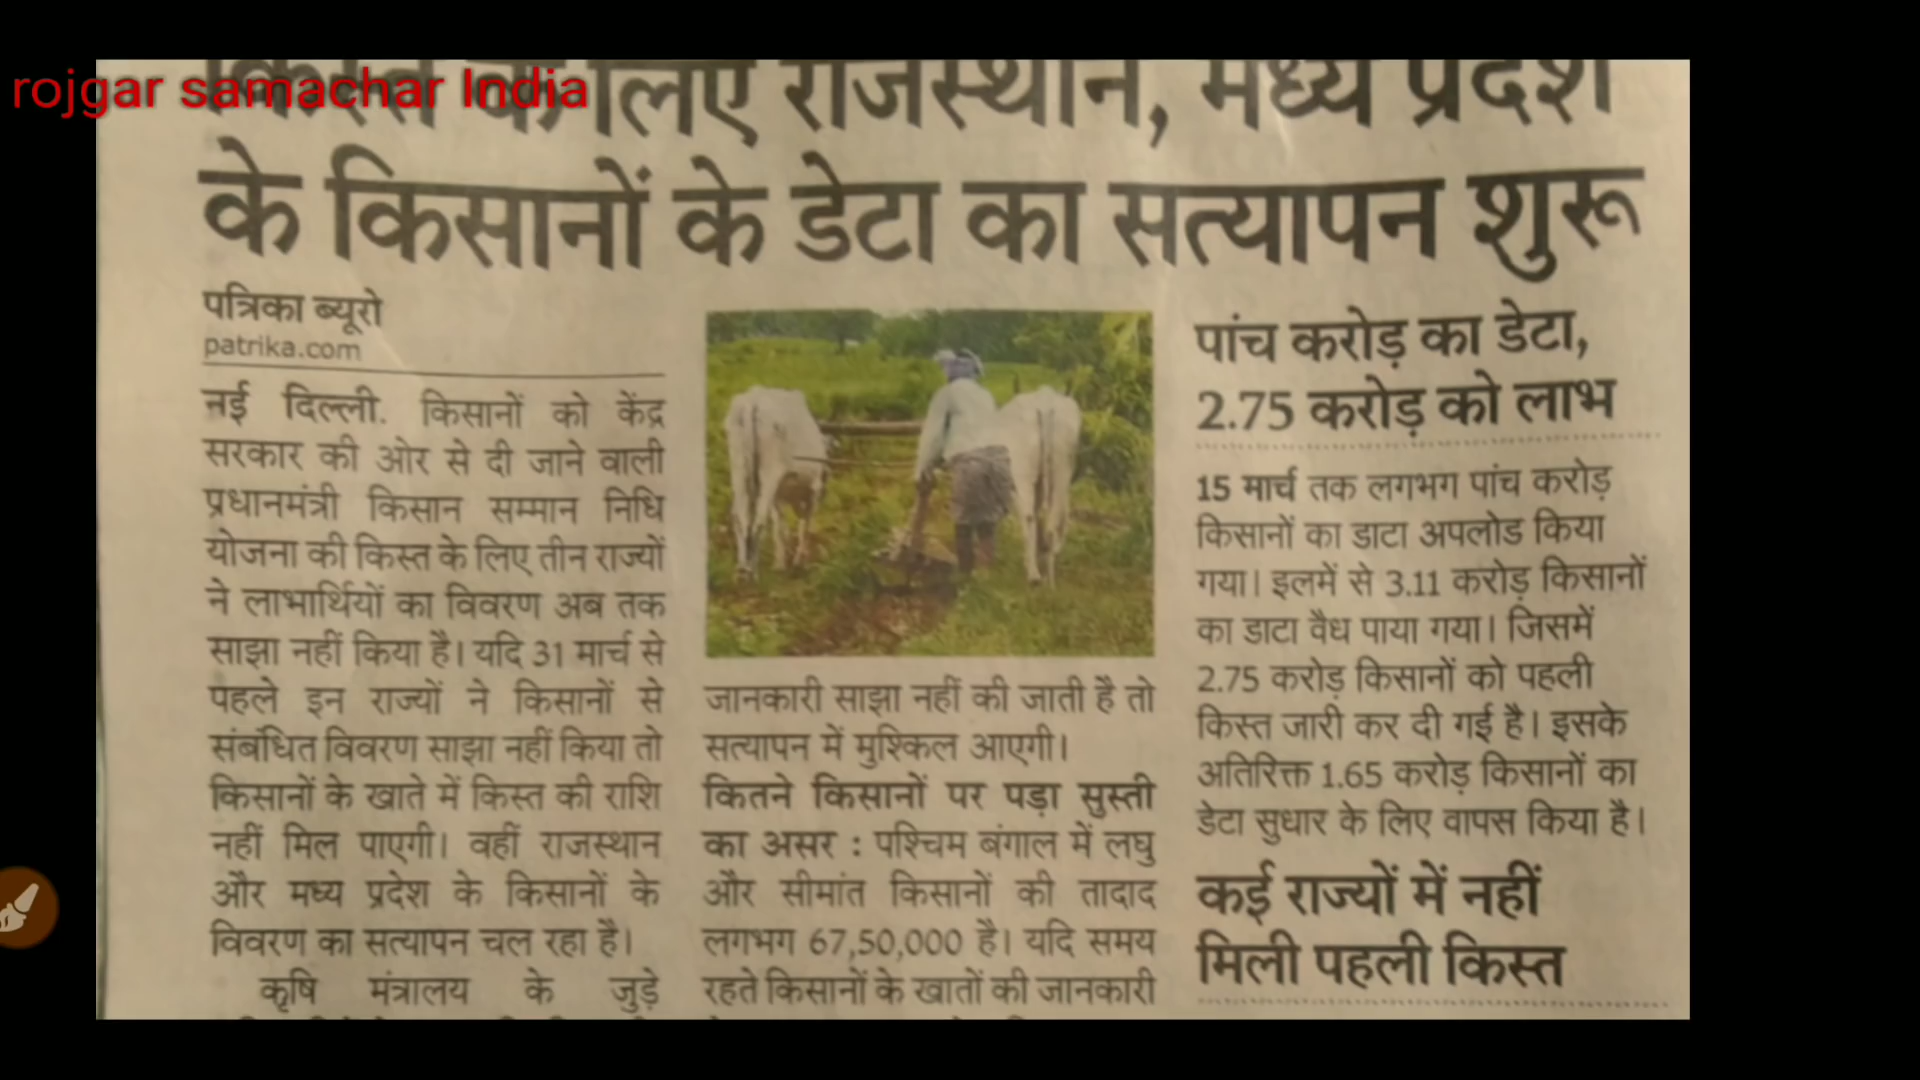 rojgar samachar India
किस्त के लिए राजस्थान, मध्य प्रदेश
के किसानों के डेटा का सत्यापन शुरू
पत्रिका ब्यूरो
patrika.com
नई दिल्ली. किसानों को केंद्र
सरकार की ओर से दी जाने वाली
प्रधानमंत्री किसान सम्मान निधि
योजना की किस्त के लिए तीन राज्यों
ने लाभार्थियों का विवरण अब तक
साझा नहीं किया है। यदि 31 मार्च से
पहले इन राज्यों ने किसानों से
संबंधित विवरण साझा नहीं किया तो
किसानों के खाते में किस्त की राशि
नहीं मिल पाएगी। वहीं राजस्थान
और मध्य प्रदेश के किसानों के
विवरण का सत्यापन चल रहा है।
कृषि मंत्रालय के जुड़े
जानकारी साझा नहीं की जाती है तो
सत्यापन में मुश्किल आएगी।
कितने किसानों पर पड़ा सुस्ती
का असर : पश्चिम बंगाल में लघु
और सीमांत किसानों की तादाद
लगभग 67,50,000 है। यदि समय
रहते किसानों के खातों की जानकारी
पांच करोड़ का डेटा,
2.75 करोड़ को लाभ
15 मार्च तक लगभग पांच करोड़
किसानों का डाटा अपलोड किया
गया। इलमें से 3.11 करोड़ किसानों
का डाटा वैध पाया गया। जिसमें
2.75 करोड़ किसानों को पहली
किस्त जारी कर दी गई है। इसके
अतिरिक्त 1.65 करोड़ किसानों का
डेटा सुधार के लिए वापस किया है।
कई राज्यों में नहीं
मिली पहली किस्त